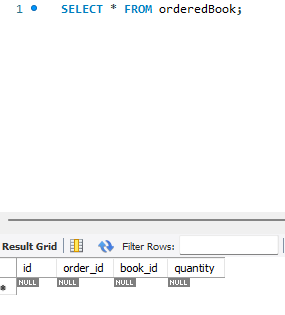 1 SELECT * FROM orderedBook;
Result Grid Filter Rows:
id order_id book_id quantity
* NULL NULL NULL NULL